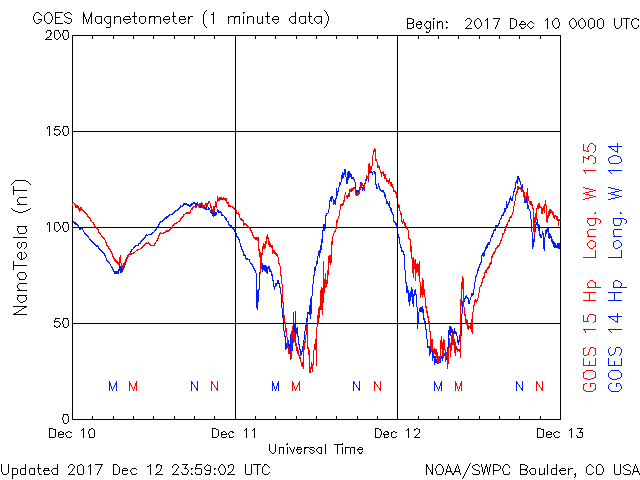 GOES Magnetometer (1 minute data)
Begin: 2017 Dec 10 0000 UTC
200
150
100
50
0
NanoTesla (nT)
M M N N M M N N M M N N
Dec 10 Dec 11 Dec 12 Dec 13
Universal Time
GOES 15 Hp Long. W 135
GOES 14 Hp Long. W 104
Updated 2017 Dec 12 23:59:02 UTC
NOAA/SWPC Boulder, CO USA